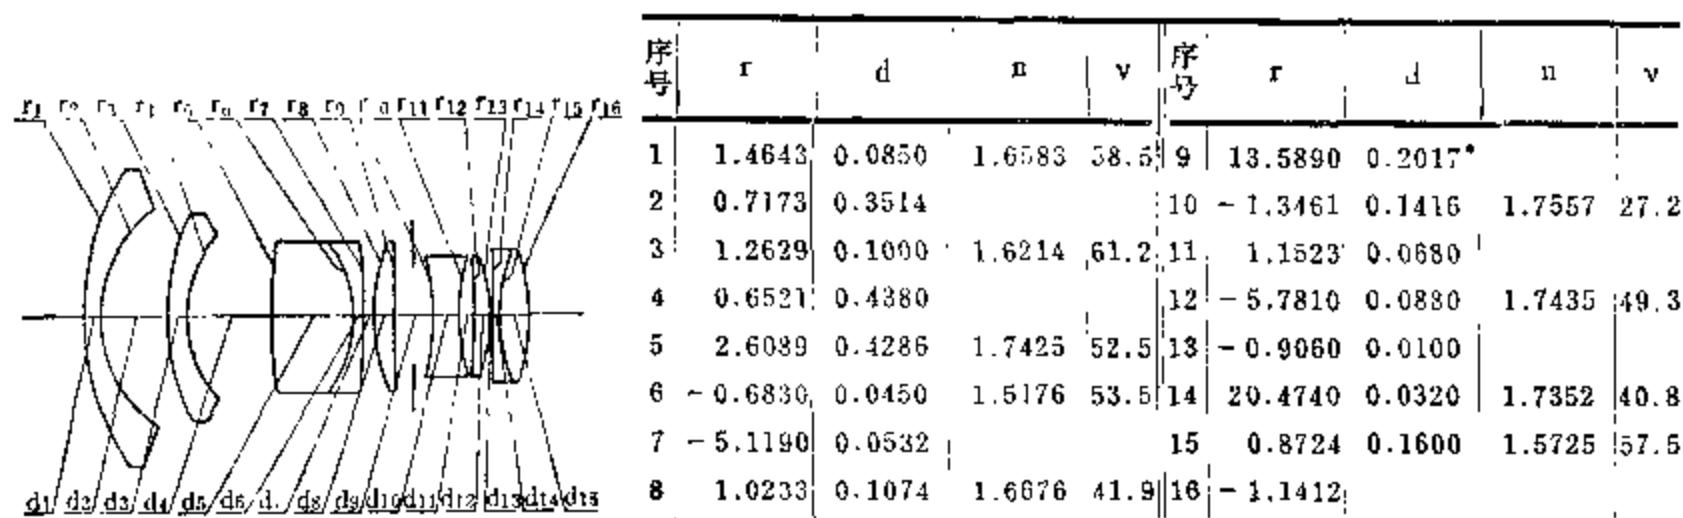 r1 r2 r3 r4 r5 r6 r7 r8 r9 r11 r12 r13 r14 r15 r16
d1 d2 d3 d4 d5 d6 d8 d9 d10 d11 d12 d13 d14 d15
序号 r d n v 序号 r d n v
1 1.4643 0.0850 1.6583 58.5 9 13.5890 0.2017*
2 0.7173 0.3514 10 -1.3461 0.1416 1.7557 27.2
3 1.2629 0.1000 1.6214 61.2 11 1.1523 0.0680
4 0.6521 0.4380 12 -5.7810 0.0880 1.7435 49.3
5 2.6089 0.4286 1.7425 52.5 13 -0.9060 0.0100
6 -0.6830 0.0450 1.5176 53.5 14 20.4740 0.0320 1.7352 40.8
7 -5.1190 0.0532 15 0.8724 0.1600 1.5725 57.5
8 1.0233 0.1074 1.6676 41.9 16 -1.1412